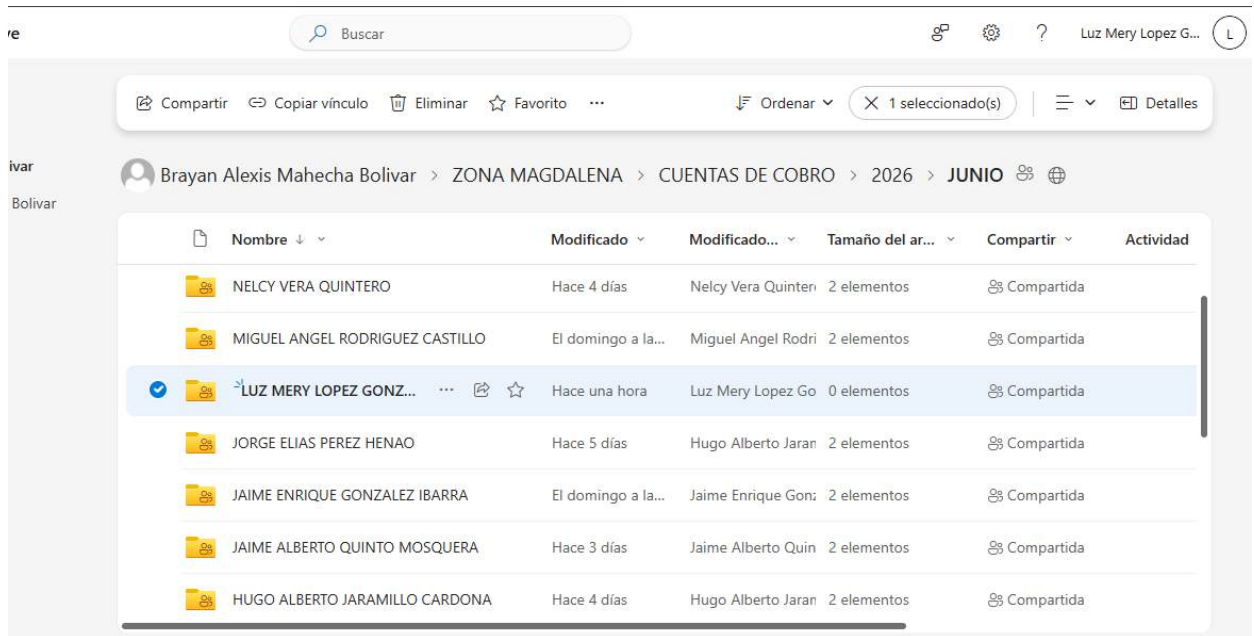 ve
Buscar
Luz Mery Lopez G...
L
Compartir Copiar vínculo Eliminar Favorito ...
Ordenar 1 seleccionado(s) Detalles
ivar
Bolivar
Brayan Alexis Mahecha Bolivar > ZONA MAGDALENA > CUENTAS DE COBRO > 2026 > JUNIO
Nombre Modificado Modificado... Tamaño del ar... Compartir Actividad
NELCY VERA QUINTERO Hace 4 días Nelcy Vera Quinter 2 elementos Compartida
MIGUEL ANGEL RODRIGUEZ CASTILLO El domingo a la... Miguel Angel Rodri 2 elementos Compartida
LUZ MERY LOPEZ GONZ... ... Hace una hora Luz Mery Lopez Go 0 elementos Compartida
JORGE ELIAS PEREZ HENAO Hace 5 días Hugo Alberto Jaran 2 elementos Compartida
JAIME ENRIQUE GONZALEZ IBARRA El domingo a la... Jaime Enrique Gonz 2 elementos Compartida
JAIME ALBERTO QUINTO MOSQUERA Hace 3 días Jaime Alberto Quin 2 elementos Compartida
HUGO ALBERTO JARAMILLO CARDONA Hace 4 días Hugo Alberto Jaran 2 elementos Compartida